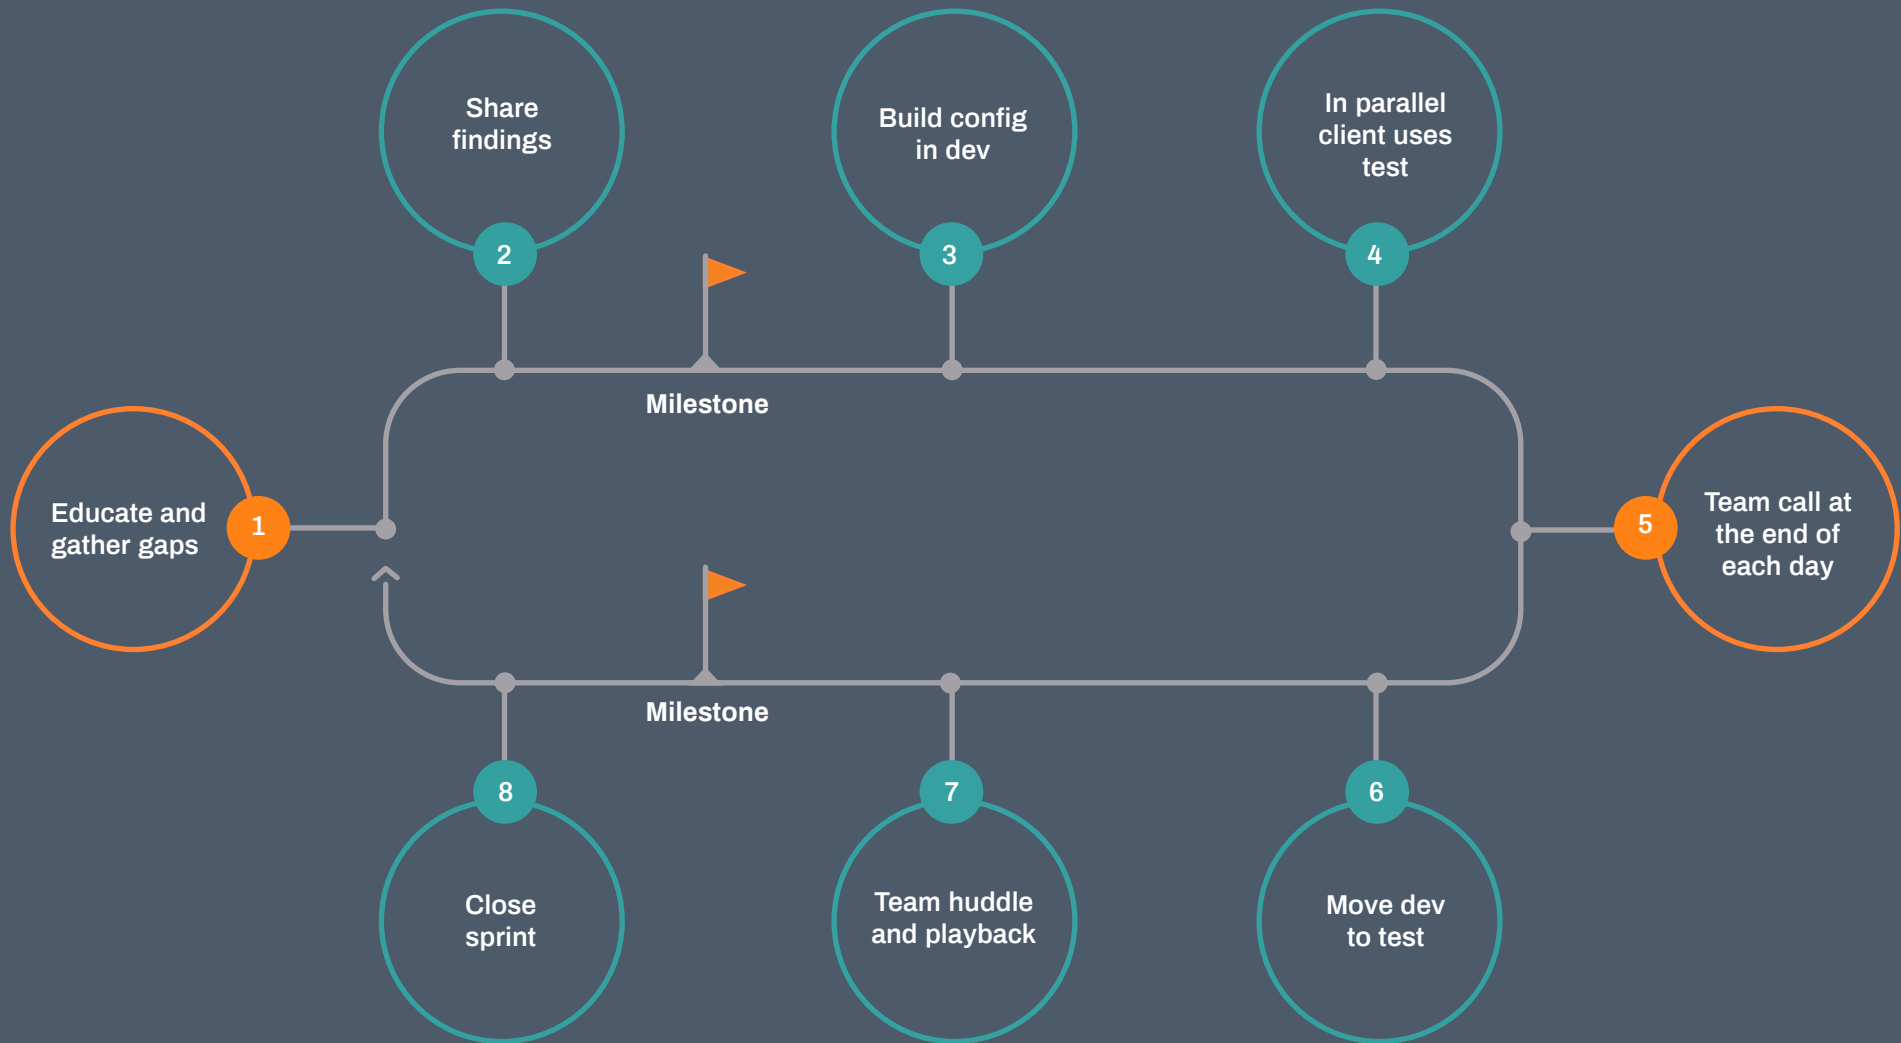 Share
findings
2
Build config
in dev
3
In parallel
client uses
test
4
Milestone
Educate and
gather gaps
1
5
Team call at
the end of
each day
Milestone
8
Close
sprint
7
Team huddle
and playback
6
Move dev
to test